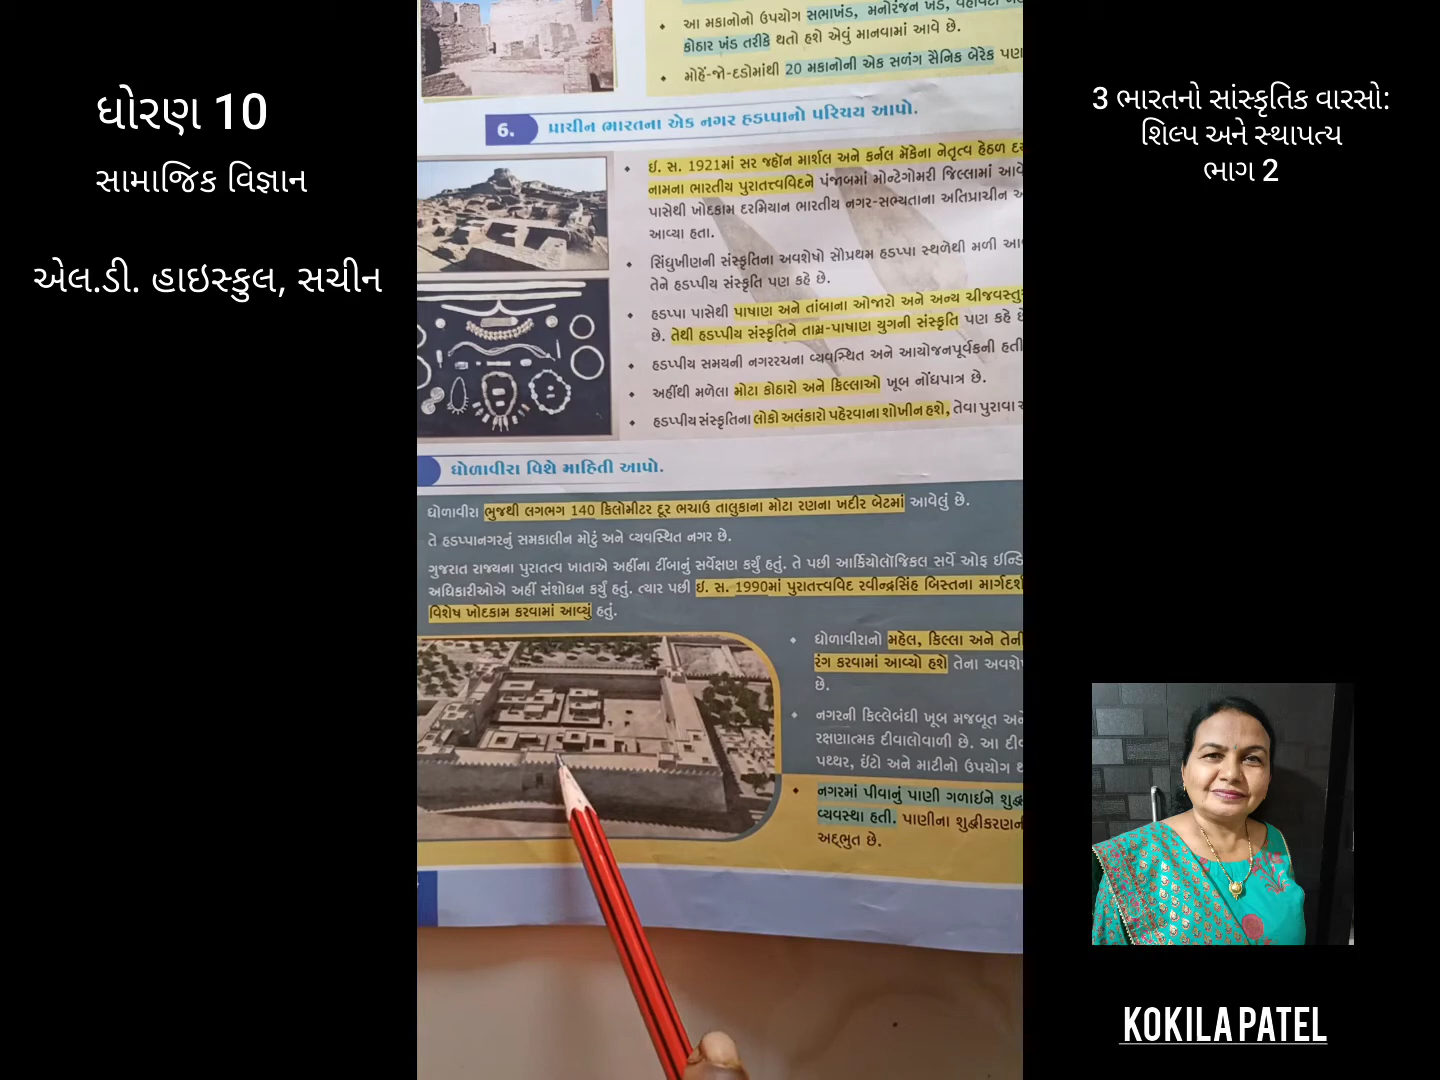 ધોરણ 10
સામાજિક વિજ્ઞાન
એલ.ડી. હાઇસ્કુલ, સચીન
3 ભારતનો સાંસ્કૃતિક વારસો:
શિલ્પ અને સ્થાપત્ય
ભાગ 2
આ મકાનોનો ઉપયોગ સભાખંડ, મનોરંજન ખંડ,
કોઠાર ખંડ તરીકે થતો હશે એવું માનવામાં આવે છે.
મોહેં-જો-દડોમાંથી 20 મકાનોની એક સળંગ સૈનિક બેરેક પણ
6. પ્રાચીન ભારતના એક નગર હડપ્પાનો પરિચય આપો.
ઈ. સ. 1921માં સર જ્હૉન માર્શલ અને કર્નલ મૅકેના નેતૃત્વ હેઠળ
નામના ભારતીય પુરાતત્ત્વવિદને પંજાબમાં મોન્ટેગોમરી જિલ્લામાં
પાસેથી ખોદકામ દરમિયાન ભારતીય નગર-સભ્યતાના અતિપ્રાચીન
આવ્યા હતા.
સિંધુખીણની સંસ્કૃતિના અવશેષો સૌપ્રથમ હડપ્પા સ્થળેથી મળી
તેને હડપ્પીય સંસ્કૃતિ પણ કહે છે.
હડપ્પા પાસેથી પાષાણ અને તાંબાના ઓજારો અને અન્ય
છે. તેથી હડપ્પીય સંસ્કૃતિને તામ્ર-પાષાણ યુગની સંસ્કૃતિ પણ કહે
હડપ્પીય સમયની નગરરચના વ્યવસ્થિત અને આયોજનપૂર્વકની હતી
અહીંથી મળેલા મોટા કોઠારો અને કિલ્લાઓ ખૂબ નોંધપાત્ર છે.
હડપ્પીય સંસ્કૃતિના લોકો અલંકારો પહેરવાના શોખીન હશે, તેવા પુરાવા
ધોળાવીરા વિશે માહિતી આપો.
ધોળાવીરા ભુજથી લગભગ 140 કિલોમીટર દૂર ભચાઉ તાલુકાના મોટા રણના ખદીર બેટમાં આવેલું છે.
તે હડપ્પાનગરનું સમકાલીન મોટું અને વ્યવસ્થિત નગર છે.
ગુજરાત રાજ્યના પુરાતત્વ ખાતાએ અહીંના ટીંબાનું સર્વેક્ષણ કર્યું હતું. તે પછી આર્કિયોલૉજિકલ સર્વે ઓફ
અધિકારીઓએ અહીં સંશોધન કર્યું હતું. ત્યાર પછી ઈ. સ. 1990માં પુરાતત્ત્વવિદ રવીન્દ્રસિંહ બિસ્તના
વિશેષ ખોદકામ કરવામાં આવ્યું હતું.
ધોળાવીરાનો મહેલ, કિલ્લા અને તેની
રંગ કરવામાં આવ્યો હશે તેના
છે.
નગરની કિલ્લેબંધી ખૂબ મજબૂત
રક્ષણાત્મક દીવાલોવાળી છે. આ
પથ્થર, ઈંટો અને માટીનો ઉપયોગ
નગરમાં પીવાનું પાણી ગળાઈને
વ્યવસ્થા હતી. પાણીના
અદ્ભુત છે.
KOKILA PATEL